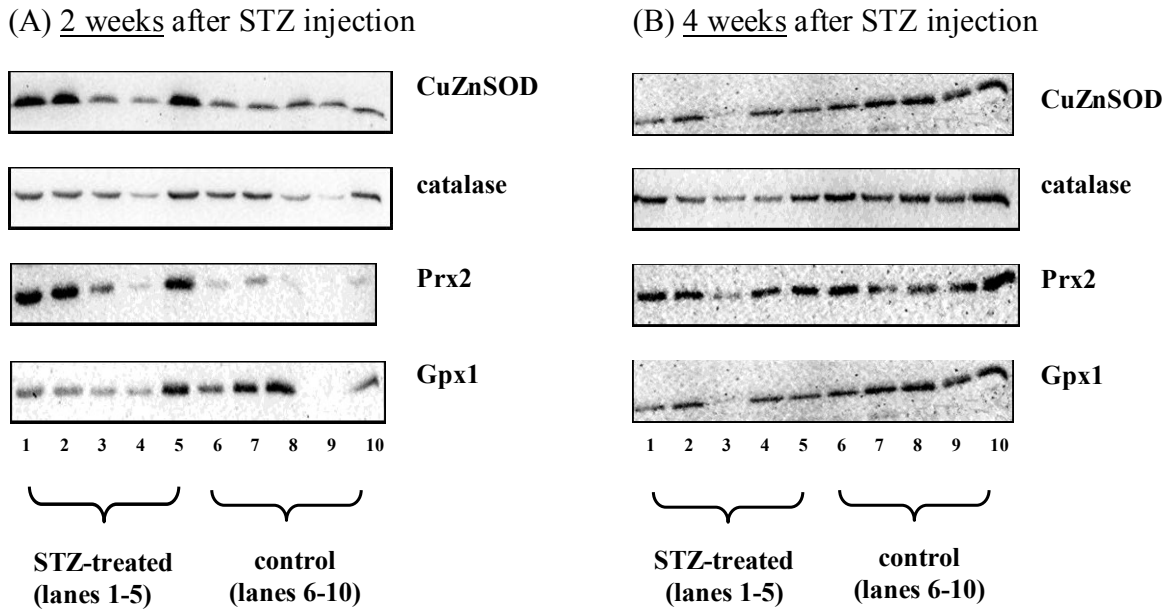 (A) 2 weeks after STZ injection
CuZnSOD
catalase
Prx2
Gpx1
1 2 3 4 5 6 7 8 9 10
STZ-treated
(lanes 1-5)
control
(lanes 6-10)
(B) 4 weeks after STZ injection
CuZnSOD
catalase
Prx2
Gpx1
1 2 3 4 5 6 7 8 9 10
STZ-treated
(lanes 1-5)
control
(lanes 6-10)